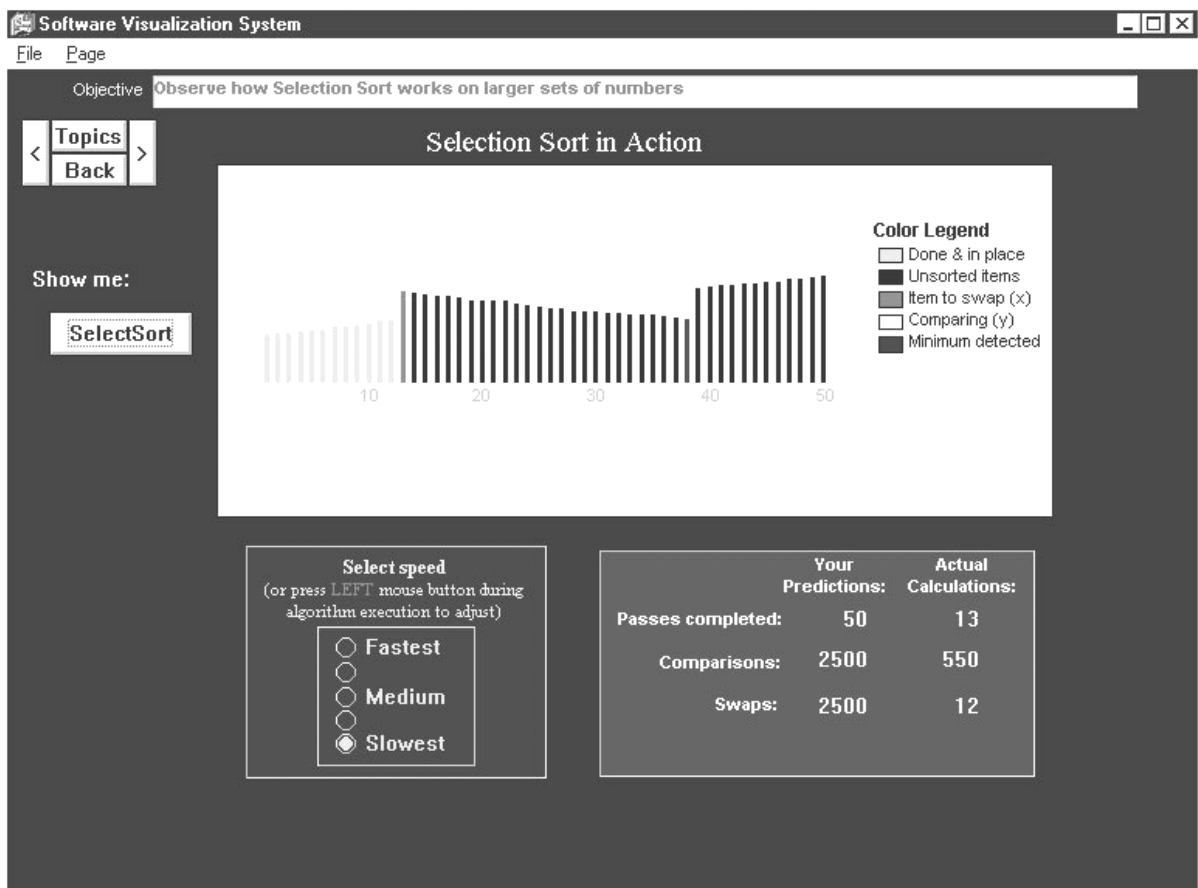 Software Visualization System
File Page
Objective Observe how Selection Sort works on larger sets of numbers
< Topics >
Back
Selection Sort in Action
Color Legend
Done & in place
Unsorted items
Item to swap (x)
Comparing (y)
Minimum detected
Show me:
SelectSort
10 20 30 40 50
Select speed
(or press LEFT mouse button during
algorithm execution to adjust)
Fastest
Medium
Slowest
Your Actual
Predictions: Calculations:
Passes completed: 50 13
Comparisons: 2500 550
Swaps: 2500 12